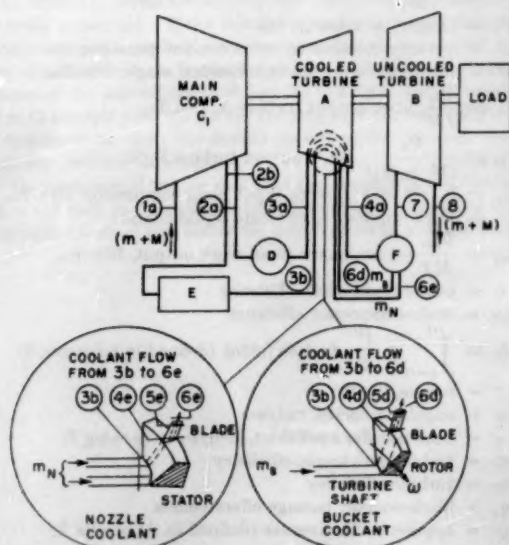 MAIN
COMP.
C1
COOLED
TURBINE
A
UNCOOLED
TURBINE
B
LOAD
2b
1a
2a
3a
4a
7
8
(m + M)
(m + M)
D
F
3b
6d
mB
6e
E
mN
COOLANT FLOW
FROM 3b to 6e
3b
4e
5e
6e
BLADE
mN
STATOR
NOZZLE
COOLANT
COOLANT FLOW
FROM 3b to 6d
3b
4d
5d
6d
BLADE
ROTOR
mB
ω
TURBINE
SHAFT
BUCKET
COOLANT